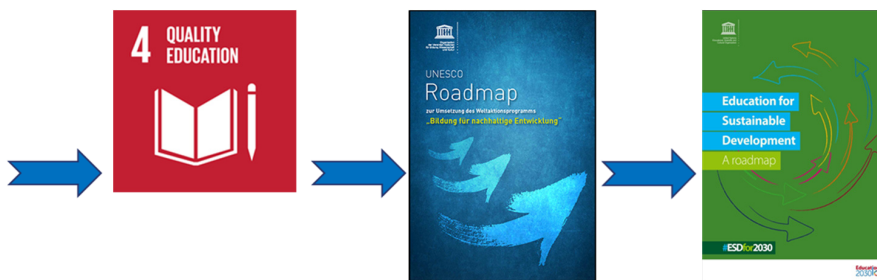 4 QUALITY
EDUCATION
UNESCO
Roadmap
zur Umsetzung des Weltaktionsprogramms
„Bildung für nachhaltige Entwicklung“
Education for
Sustainable
Development
A roadmap
#ESDfor2030